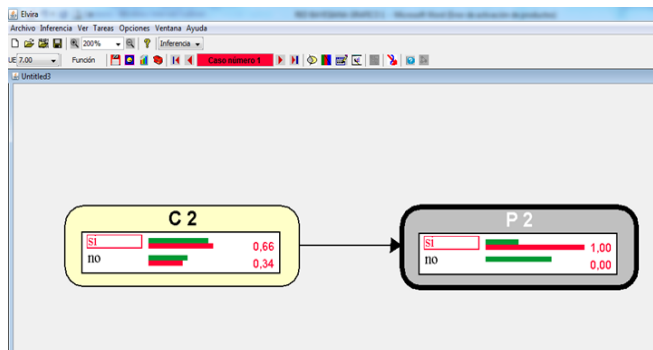 Elvira
Archivo Inferencia Ver Tareas Opciones Ventana Ayuda
200% Inferencia
UE 7.00 Función Caso número 1
Untitled3
C 2
si 0,66
no 0,34
P 2
si 1,00
no 0,00